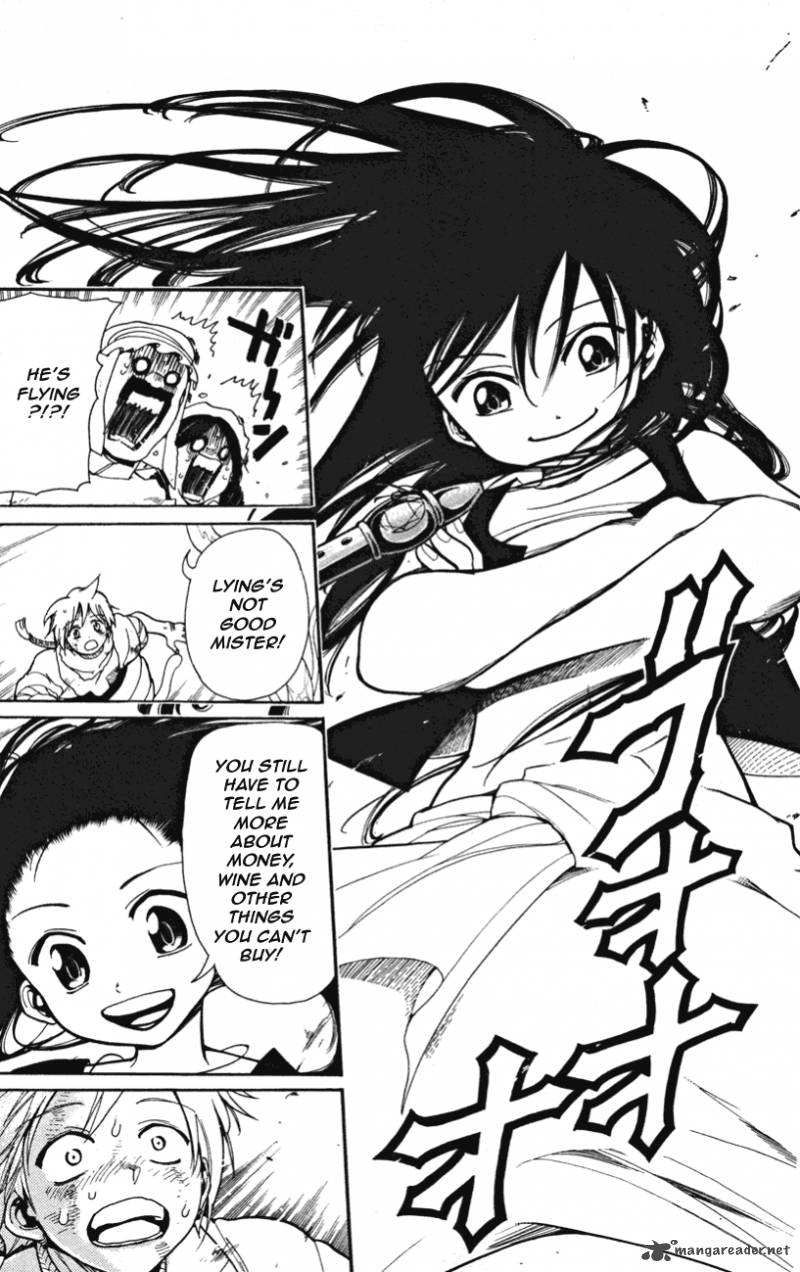 HE'S
FLYING
?!?!
ガーン
LYING'S
NOT
GOOD
MISTER!
YOU STILL
HAVE TO
TELL ME
MORE
ABOUT
MONEY,
WINE AND
OTHER
THINGS
YOU CAN'T
BUY!
ヴオオオ
mangareader.net